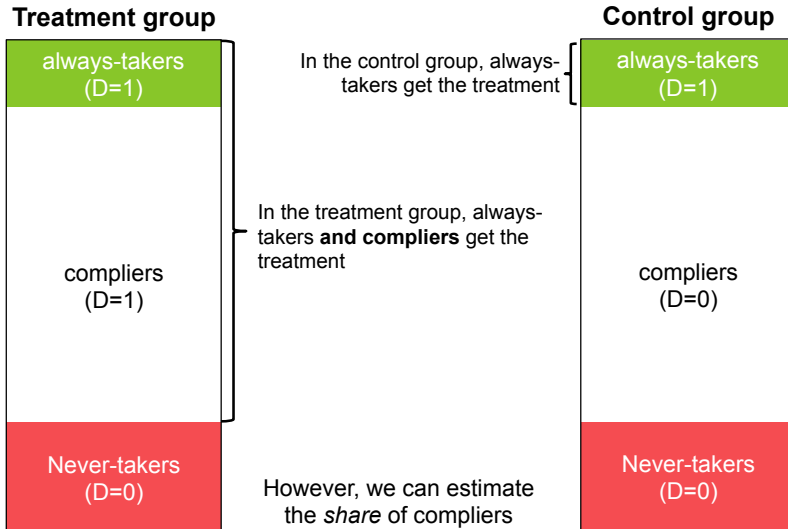 Treatment group
always-takers
(D=1)
compliers
(D=1)
Never-takers
(D=0)
In the control group, always-
takers get the treatment
In the treatment group, always-
takers and compliers get the
treatment
However, we can estimate
the share of compliers
Control group
always-takers
(D=1)
compliers
(D=0)
Never-takers
(D=0)